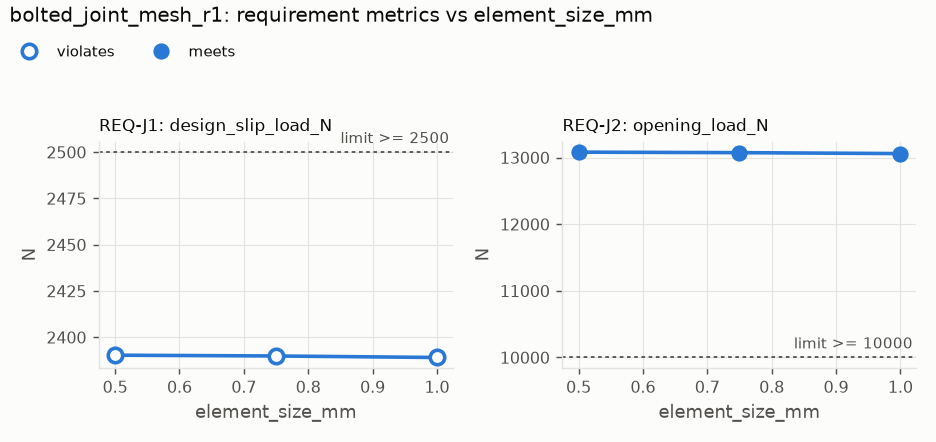 bolted_joint_mesh_r1: requirement metrics vs element_size_mm
violates
meets
REQ-J1: design_slip_load_N
limit >= 2500
2500
2475
2450
2425
2400
N
0.5 0.6 0.7 0.8 0.9 1.0
element_size_mm
REQ-J2: opening_load_N
13000
12000
11000
10000
limit >= 10000
N
0.5 0.6 0.7 0.8 0.9 1.0
element_size_mm